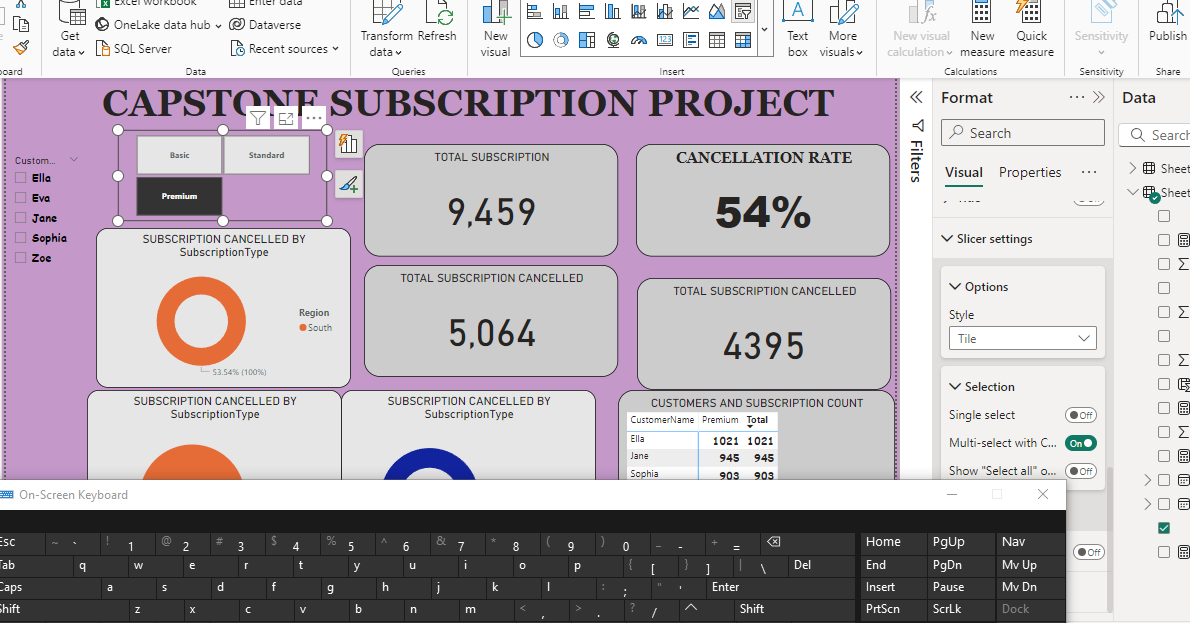 Excel workbook
Enter data
OneLake data hub
Dataverse
SQL Server
Recent sources
Get
data
Transform
data
Refresh
New
visual
Text
box
More
visuals
New visual
calculation
New
measure
Quick
measure
Sensitivity
Publish
Data
Queries
Insert
Calculations
Sensitivity
Share
CAPSTONE SUBSCRIPTION PROJECT
Custom...
Ella
Eva
Jane
Sophia
Zoe
Basic
Standard
Premium
TOTAL SUBSCRIPTION
9,459
CANCELLATION RATE
54%
SUBSCRIPTION CANCELLED BY
SubscriptionType
Region
South
53.54% (100%)
TOTAL SUBSCRIPTION CANCELLED
5,064
TOTAL SUBSCRIPTION CANCELLED
4395
SUBSCRIPTION CANCELLED BY
SubscriptionType
SUBSCRIPTION CANCELLED BY
SubscriptionType
CUSTOMERS AND SUBSCRIPTION COUNT
CustomerName Premium Total
Ella 1021 1021
Jane 945 945
Sophia 903 903
Filters
Format
Search
Visual Properties
Slicer settings
Options
Style
Tile
Selection
Single select Off
Multi-select with C... On
Show "Select all" o... Off
Off
Data
Search
Sheet
Sheet
On-Screen Keyboard
Esc ~ ` ! 1 @ 2 # 3 $ 4 % 5 ^ 6 & 7 * 8 ( 9 ) 0 _ - + = Home PgUp Nav
Tab q w e r t y u i o p { [ } ] | \ Del End PgDn Mv Up
Caps a s d f g h j k l : ; " ' Enter Insert Pause Mv Dn
Shift z x c v b n m < , > . ? / Shift PrtScn ScrLk Dock